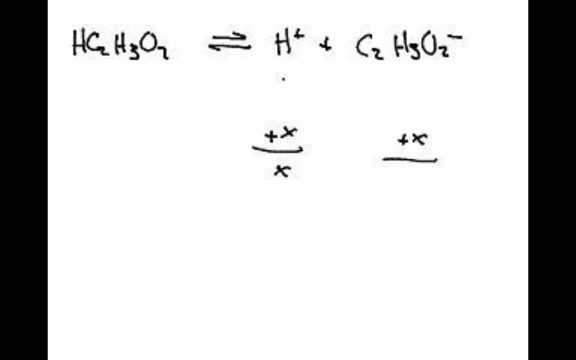 HC₂H₃O₂ ⇌ H⁺ + C₂H₃O₂⁻
+x +x
x